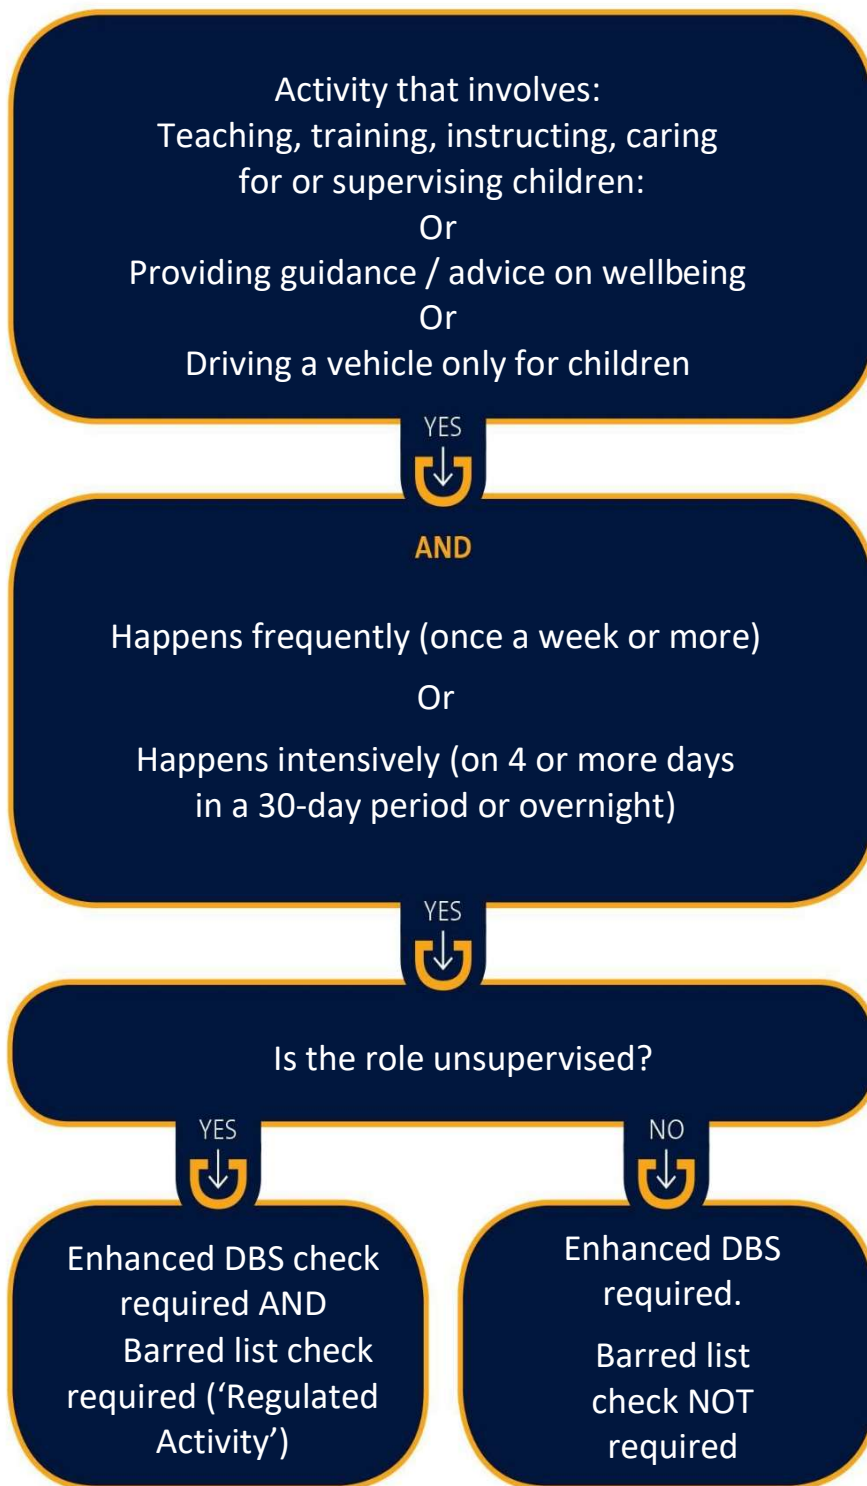 Activity that involves:
Teaching, training, instructing, caring
for or supervising children:
Or
Providing guidance / advice on wellbeing
Or
Driving a vehicle only for children
YES
AND
Happens frequently (once a week or more)
Or
Happens intensively (on 4 or more days
in a 30-day period or overnight)
YES
Is the role unsupervised?
YES
Enhanced DBS check
required AND
Barred list check
required (‘Regulated
Activity’)
NO
Enhanced DBS
required.
Barred list
check NOT
required